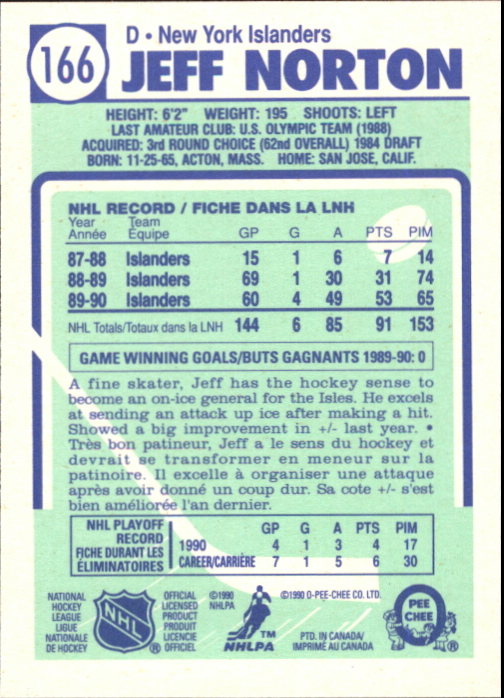 166
D • New York Islanders
JEFF NORTON
HEIGHT: 6'2" WEIGHT: 195 SHOOTS: LEFT
LAST AMATEUR CLUB: U.S. OLYMPIC TEAM (1988)
ACQUIRED: 3rd ROUND CHOICE (62nd OVERALL) 1984 DRAFT
BORN: 11-25-65, ACTON, MASS. HOME: SAN JOSE, CALIF.
NHL RECORD / FICHE DANS LA LNH
Year Team
Année Équipe GP G A PTS PIM
87-88 Islanders 15 1 6 7 14
88-89 Islanders 69 1 30 31 74
89-90 Islanders 60 4 49 53 65
NHL Totals/Totaux dans la LNH 144 6 85 91 153
GAME WINNING GOALS/BUTS GAGNANTS 1989-90: 0
A fine skater, Jeff has the hockey sense to
become an on-ice general for the Isles. He excels
at sending an attack up ice after making a hit.
Showed a big improvement in +/- last year. •
Très bon patineur, Jeff a le sens du hockey et
devrait se transformer en meneur sur la
patinoire. Il excelle à organiser une attaque
après avoir donné un coup dur. Sa cote +/- s'est
bien améliorée l'an dernier.
NHL PLAYOFF
RECORD
FICHE DURANT LES
ÉLIMINATOIRES
GP G A PTS PIM
1990 4 1 3 4 17
CAREER/CARRIÈRE 7 1 5 6 30
NATIONAL
HOCKEY
LEAGUE
LIGUE
NATIONALE
DE HOCKEY
NHL
OFFICIAL
LICENSED
PRODUCT
PRODUIT
LICENCIE
OFFICIEL
©1990
NHLPA
TM
NHLPA
©1990 O-PEE-CHEE CO. LTD.
PTD. IN CANADA/
IMPRIMÉ AU CANADA
O
PEE
CHEE
®